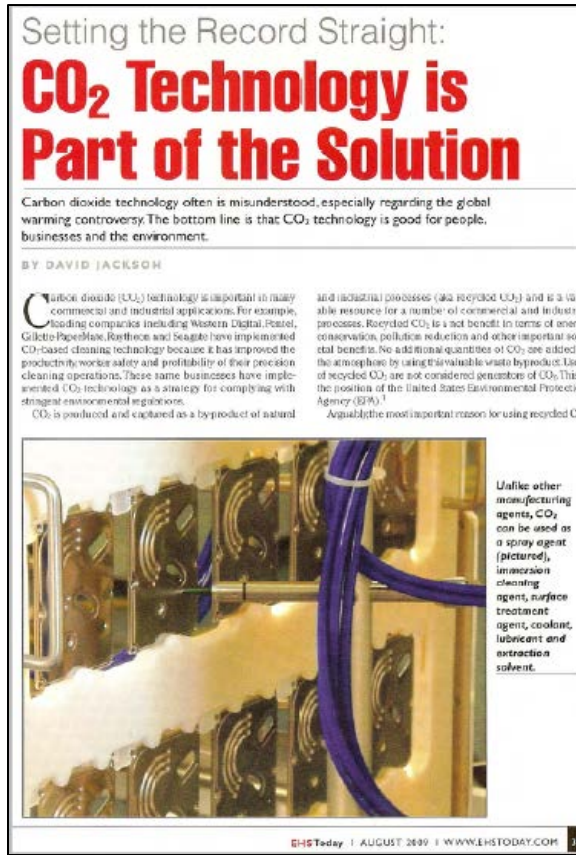 Setting the Record Straight:
CO₂ Technology is
Part of the Solution
Carbon dioxide technology often is misunderstood, especially regarding the global
warming controversy. The bottom line is that CO₂ technology is good for people,
businesses and the environment.
BY DAVID JACKSON
Carbon dioxide (CO₂) technology is important in many
commercial and industrial applications. For example,
leading companies including Western Digital, Pentel,
Gillette-PaperMate, Raytheon and Seagate have implemented
CO₂-based cleaning technology because it has improved the
productivity, worker safety and profitability of their precision
cleaning operations. These same businesses have imple-
mented CO₂ technology as a strategy for complying with
stringent environmental regulations.
CO₂ is produced and captured as a by-product of natural
and industrial processes (aka recycled CO₂) and is a
able resource for a number of commercial and
processes. Recycled CO₂ is a net benefit in terms of
conservation, pollution reduction and other important
etal benefits. No additional quantities of CO₂ are added
the atmosphere by using this valuable waste byproduct.
of recycled CO₂ are not considered generators of CO₂.
the position of the United States Environmental
Agency (EPA).¹
Arguably, the most important reason for using recycled
Unlike other
manufacturing
agents, CO₂
can be used as
a spray agent
(pictured),
immersion
cleaning
agent, surface
treatment
agent, coolant,
lubricant and
extraction
solvent.
EHSToday | AUGUST 2009 | WWW.EHSTODAY.COM